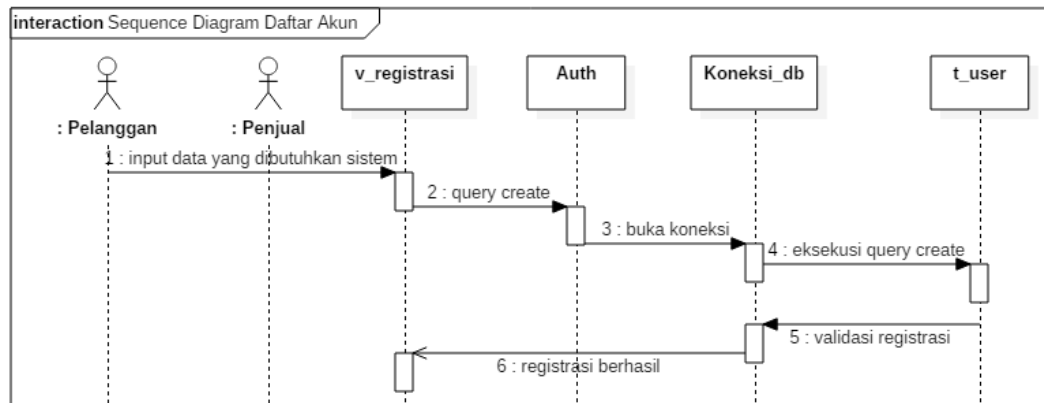 interaction Sequence Diagram Daftar Akun
: Pelanggan
: Penjual
v_registrasi
Auth
Koneksi_db
t_user
1 : input data yang dibutuhkan sistem
2 : query create
3 : buka koneksi
4 : eksekusi query create
5 : validasi registrasi
6 : registrasi berhasil